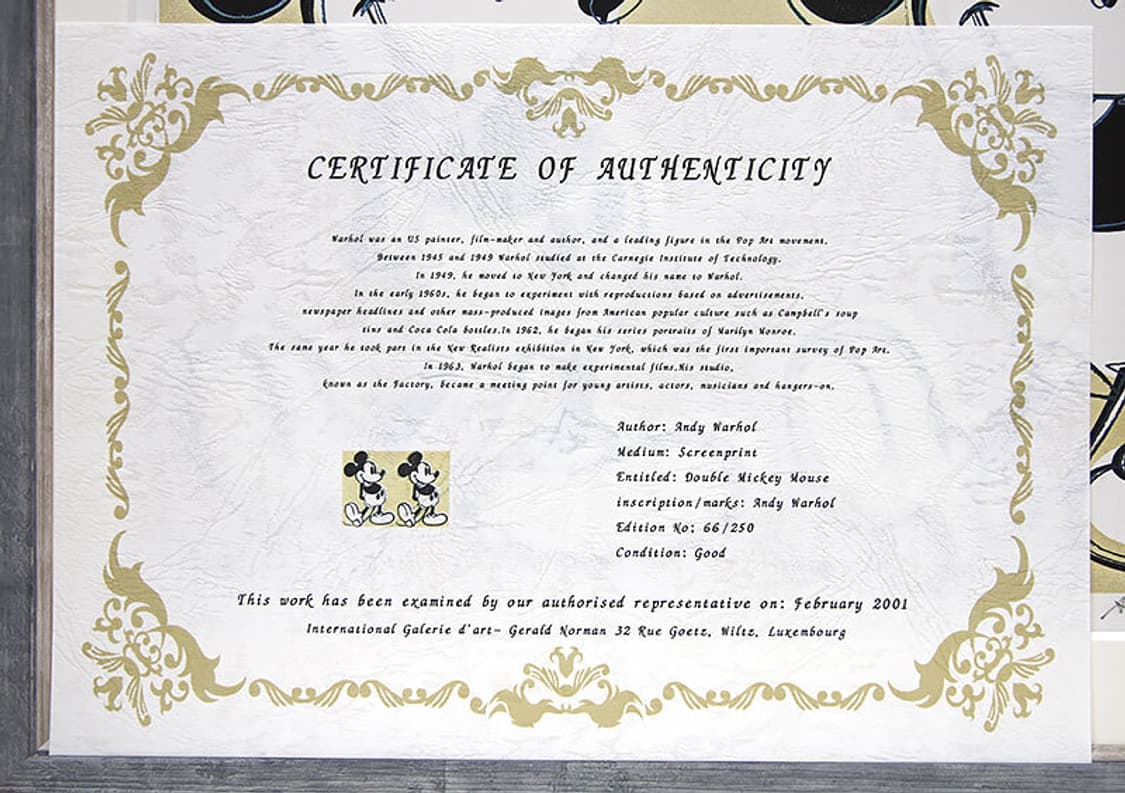 CERTIFICATE OF AUTHENTICITY
Warhol was an US painter, film-maker and author, and a leading figure in the Pop Art movement.
Between 1945 and 1949 Warhol studied at the Carnegie Institute of Technology.
In 1949, he moved to New York and changed his name to Warhol.
In the early 1960s, he began to experiment with reproductions based on advertisements,
newspaper headlines and other mass-produced images from American popular culture such as Campbell's soup
tins and Coca Cola bottles.In 1962, he began his series portraits of Marilyn Monroe.
The same year he took part in the New Realists exhibition in New York, which was the first important survey of Pop Art.
In 1963, Warhol began to make experimental films.His studio,
known as the Factory, became a meeting point for young artists, actors, musicians and hangers-on.
Author: Andy Warhol
Medium: Screenprint
Entitled: Double Mickey Mouse
inscription/marks: Andy Warhol
Edition No: 66/250
Condition: Good
This work has been examined by our authorised representative on: February 2001
International Galerie d'art- Gerald Norman 32 Rue Goetz, Wiltz, Luxembourg